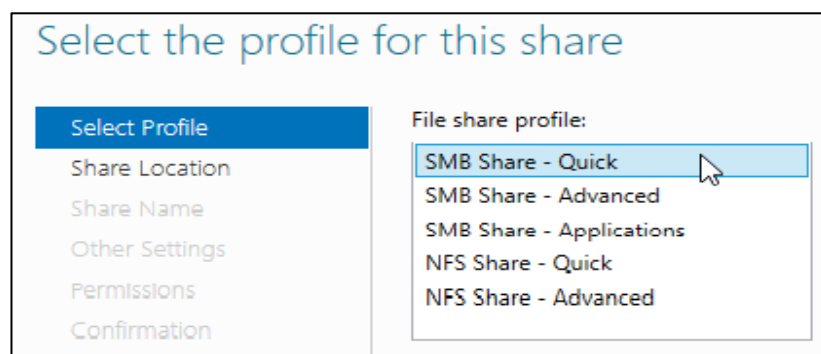 Select the profile for this share
Select Profile
Share Location
Share Name
Other Settings
Permissions
Confirmation
File share profile:
SMB Share - Quick
SMB Share - Advanced
SMB Share - Applications
NFS Share - Quick
NFS Share - Advanced